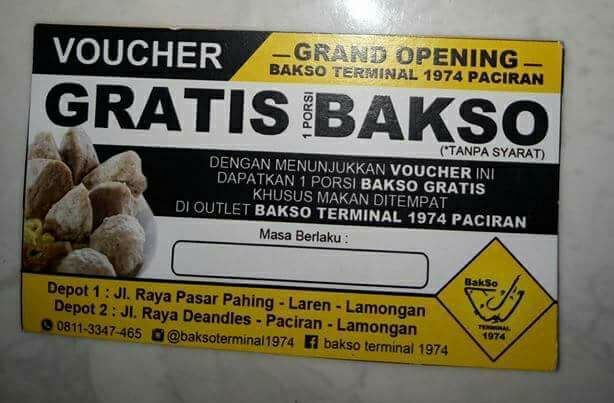 VOUCHER
GRAND OPENING
BAKSO TERMINAL 1974 PACIRAN
GRATIS 1 PORSI BAKSO
(*TANPA SYARAT)
DENGAN MENUNJUKKAN VOUCHER INI
DAPATKAN 1 PORSI BAKSO GRATIS
KHUSUS MAKAN DITEMPAT
DI OUTLET BAKSO TERMINAL 1974 PACIRAN
Masa Berlaku :
Depot 1 : Jl. Raya Pasar Pahing - Laren - Lamongan
Depot 2 : Jl. Raya Deandles - Paciran - Lamongan
0811-3347-465 @baksoterminal1974 bakso terminal 1974
BakSo
TERMINAL
1974